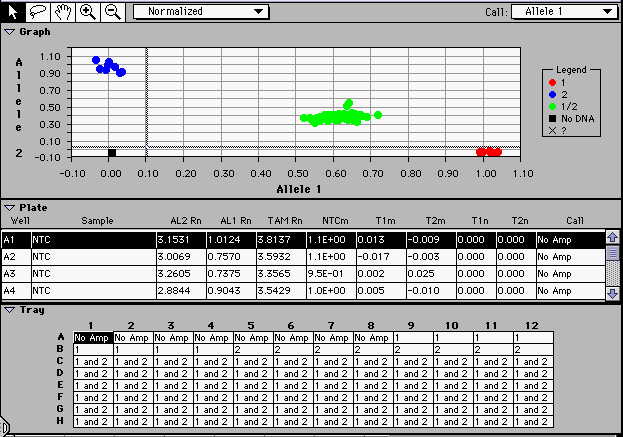 Normalized
Call: Allele 1
Graph
1.10
0.90
0.70
0.50
0.30
0.10
-0.10
Allele 2
-0.10 0.00 0.10 0.20 0.30 0.40 0.50 0.60 0.70 0.80 0.90 1.00 1.10
Allele 1
Legend
1
2
1/2
No DNA
?
Plate
Well Sample AL2 Rn AL1 Rn TAM Rn NTCm T1m T2m T1n T2n Call
A1 NTC 3.1531 1.0124 3.8137 1.1E+00 0.013 -0.009 0.000 0.000 No Amp
A2 NTC 3.0069 0.7570 3.5932 1.1E+00 -0.017 -0.003 0.000 0.000 No Amp
A3 NTC 3.2605 0.7375 3.3565 9.5E-01 0.002 0.025 0.000 0.000 No Amp
A4 NTC 2.8844 0.9043 3.5429 1.0E+00 0.005 -0.010 0.000 0.000 No Amp
Tray
1 2 3 4 5 6 7 8 9 10 11 12
A No Amp No Amp No Amp No Amp No Amp No Amp No Amp No Amp 1 1 1 1
B 1 1 1 1 2 2 2 2 2 2 2 2
C 1 and 2 1 and 2 1 and 2 1 and 2 1 and 2 1 and 2 1 and 2 1 and 2 1 and 2 1 and 2 1 and 2 1 and 2
D 1 and 2 1 and 2 1 and 2 1 and 2 1 and 2 1 and 2 1 and 2 1 and 2 1 and 2 1 and 2 1 and 2 1 and 2
E 1 and 2 1 and 2 1 and 2 1 and 2 1 and 2 1 and 2 1 and 2 1 and 2 1 and 2 1 and 2 1 and 2 1 and 2
F 1 and 2 1 and 2 1 and 2 1 and 2 1 and 2 1 and 2 1 and 2 1 and 2 1 and 2 1 and 2 1 and 2 1 and 2
G 1 and 2 1 and 2 1 and 2 1 and 2 1 and 2 1 and 2 1 and 2 1 and 2 1 and 2 1 and 2 1 and 2 1 and 2
H 1 and 2 1 and 2 1 and 2 1 and 2 1 and 2 1 and 2 1 and 2 1 and 2 1 and 2 1 and 2 1 and 2 1 and 2